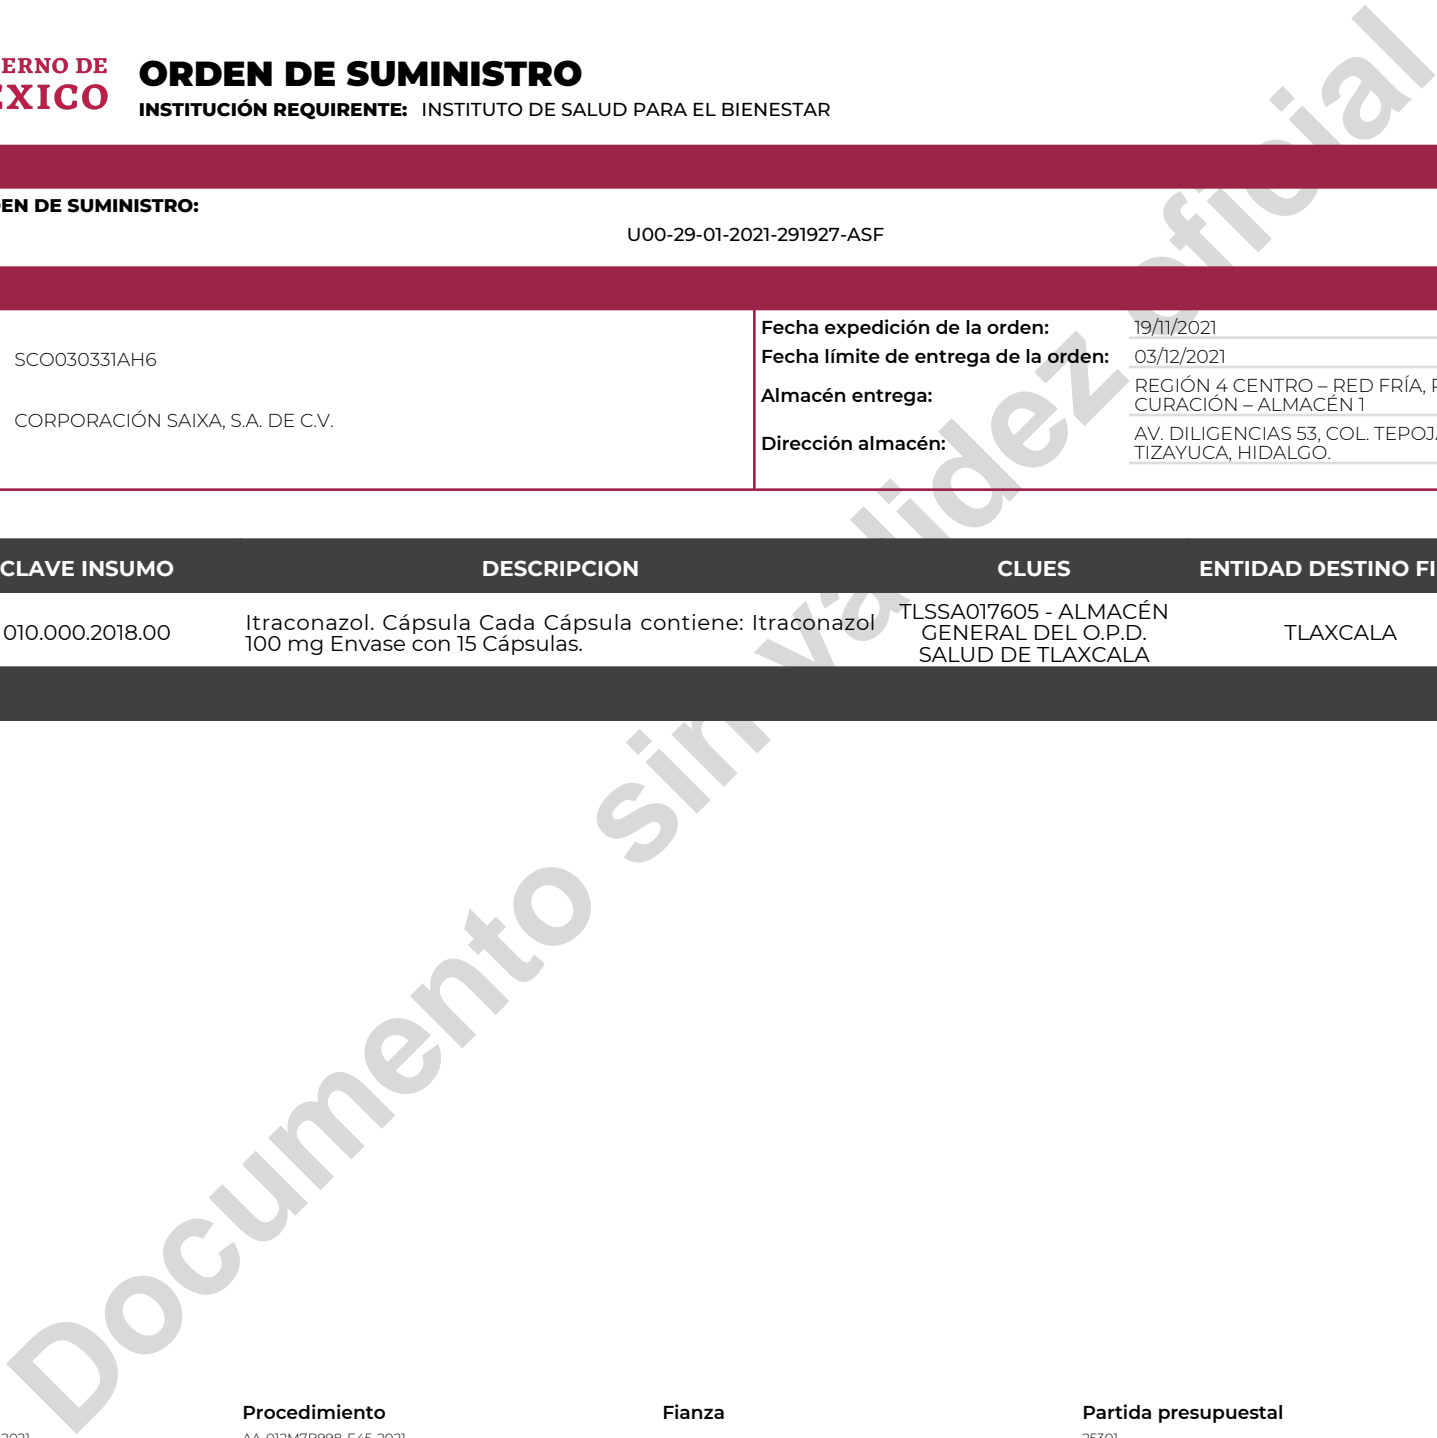 ERNO DE
ORDEN DE SUMINISTRO
INSTITUCIÓN REQUIRENTE: INSTITUTO DE SALUD PARA EL BIENESTAR
EXICO
EN DE SUMINISTRO:
U00-29-01-2021-291927-ASF
SCO030331AH6
CORPORACIÓN SAIXA, S.A. DE C.V.
Fecha expedición de la orden: 19/11/2021
Fecha límite de entrega de la orden: 03/12/2021
Almacén entrega: REGIÓN 4 CENTRO – RED FRÍA,
CURACIÓN – ALMACÉN 1
Dirección almacén: AV. DILIGENCIAS 53, COL. TEPOJ
TIZAYUCA, HIDALGO.
CLAVE INSUMO DESCRIPCION CLUES ENTIDAD DESTINO FI
010.000.2018.00
Itraconazol. Cápsula Cada Cápsula contiene: Itraconazol
100 mg Envase con 15 Cápsulas.
TLSSA017605 - ALMACÉN
GENERAL DEL O.P.D.
SALUD DE TLAXCALA
TLAXCALA
Documento sin validez oficial
Procedimiento Fianza Partida presupuestal